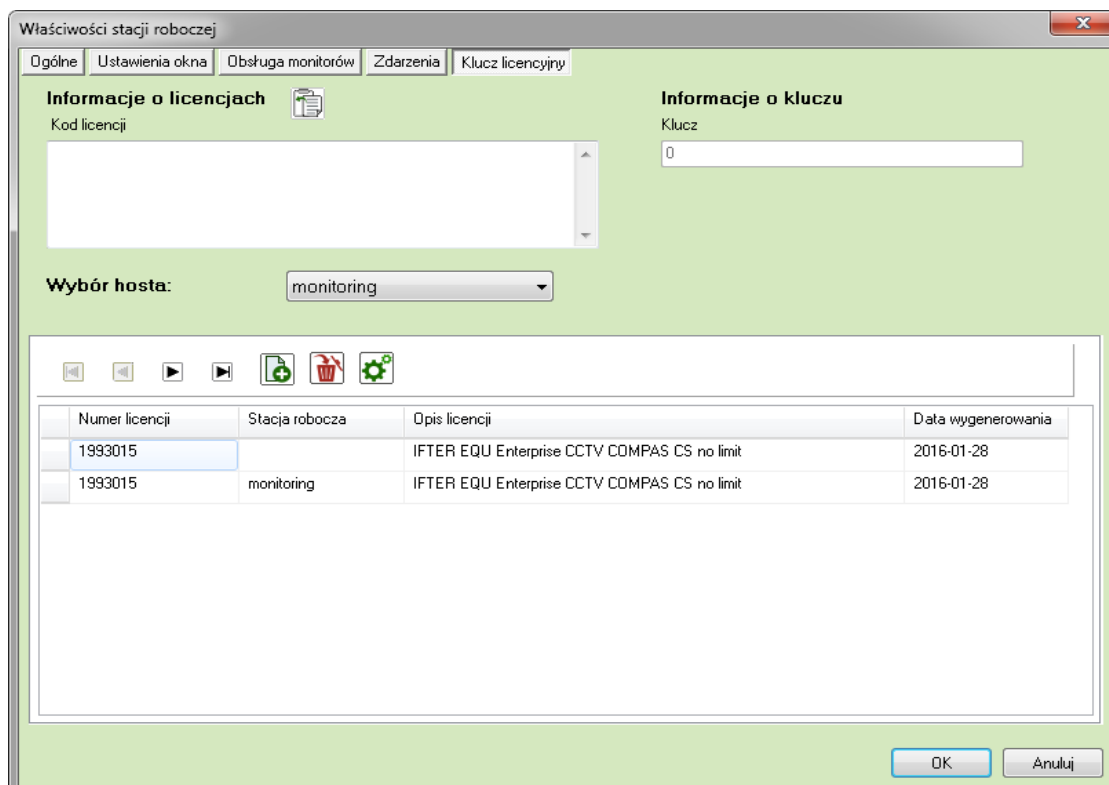 Właściwości stacji roboczej
Ogólne Ustawienia okna Obsługa monitorów Zdarzenia Klucz licencyjny
Informacje o licencjach
Kod licencji
Informacje o kluczu
Klucz
0
Wybór hosta: monitoring
Numer licencji Stacja robocza Opis licencji Data wygenerowania
1993015 IFTER EQU Enterprise CCTV COMPAS CS no limit 2016-01-28
1993015 monitoring IFTER EQU Enterprise CCTV COMPAS CS no limit 2016-01-28
OK Anuluj